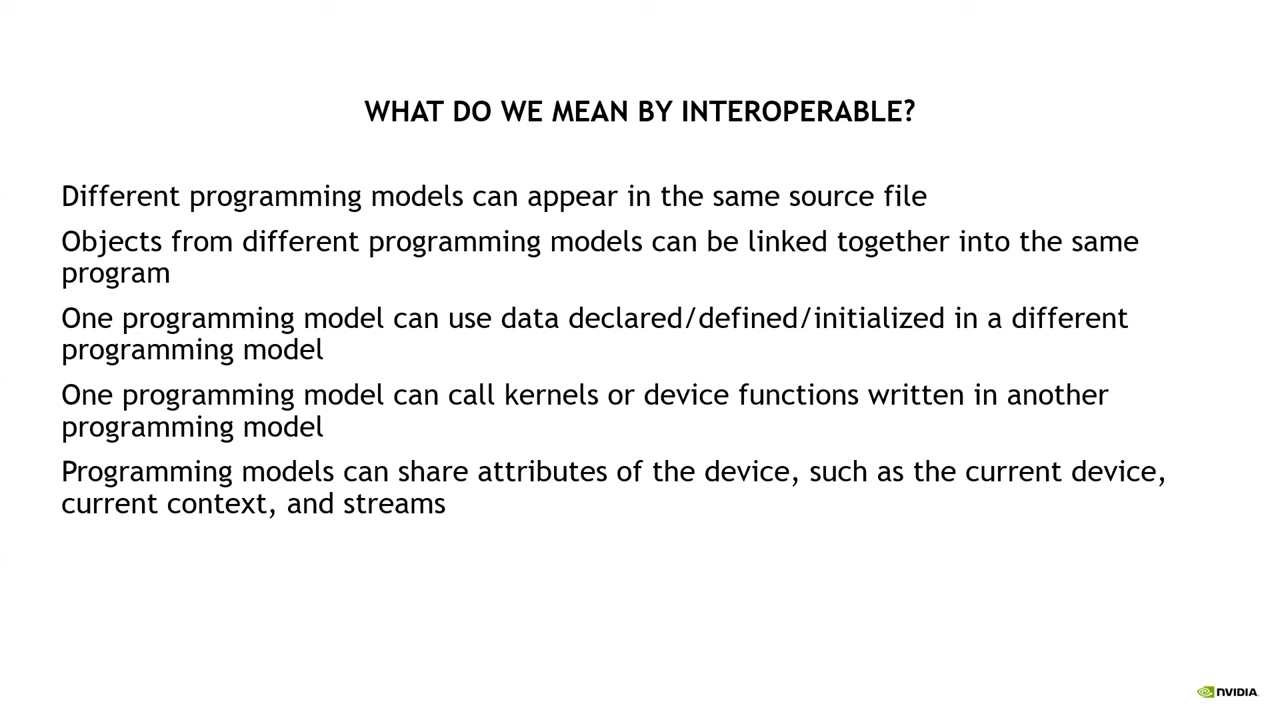 WHAT DO WE MEAN BY INTEROPERABLE?
Different programming models can appear in the same source file
Objects from different programming models can be linked together into the same
program
One programming model can use data declared/defined/initialized in a different
programming model
One programming model can call kernels or device functions written in another
programming model
Programming models can share attributes of the device, such as the current device,
current context, and streams
NVIDIA.